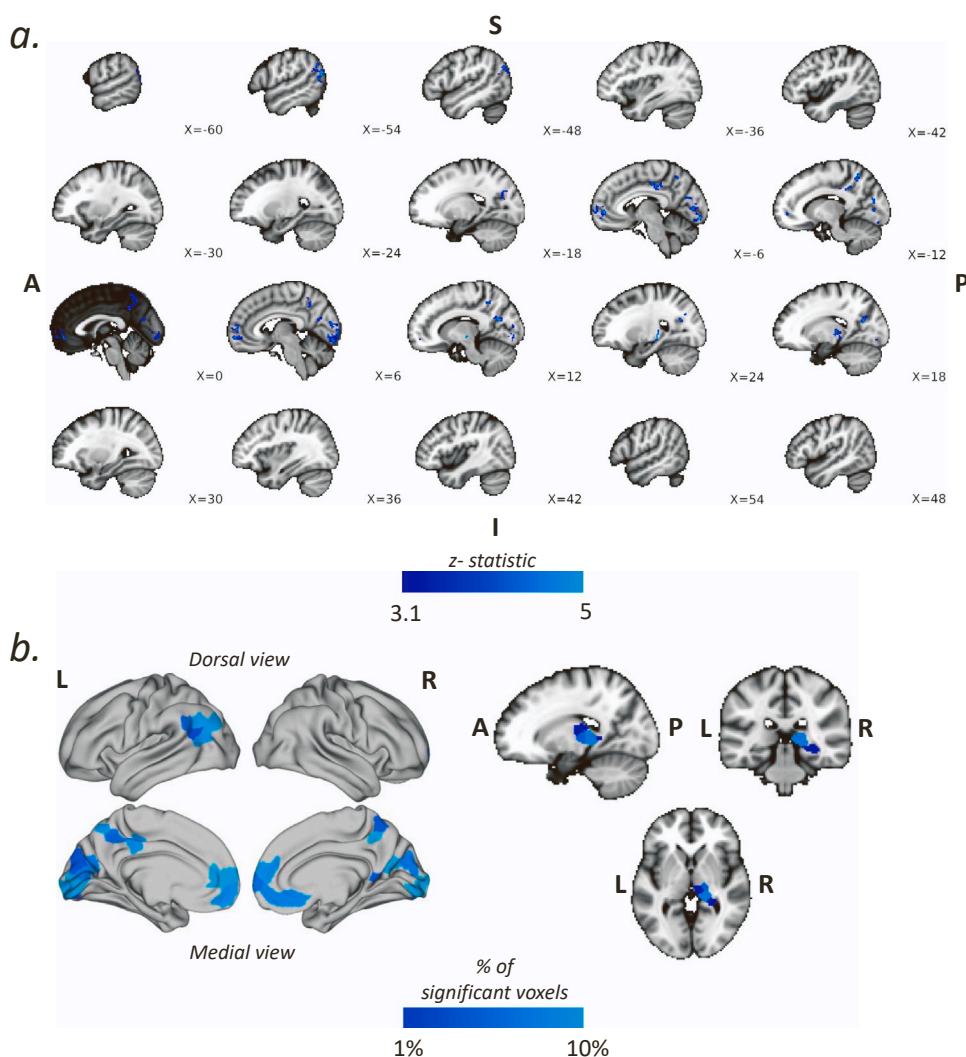 a.
S
X=-60 X=-54 X=-48 X=-36 X=-42
X=-30 X=-24 X=-18 X=-6 X=-12
A P
X=0 X=6 X=12 X=24 X=18
X=30 X=36 X=42 X=54 X=48
I
z- statistic
3.1 5
b.
Dorsal view
L R
A P L R
L R
Medial view
% of
significant voxels
1% 10%